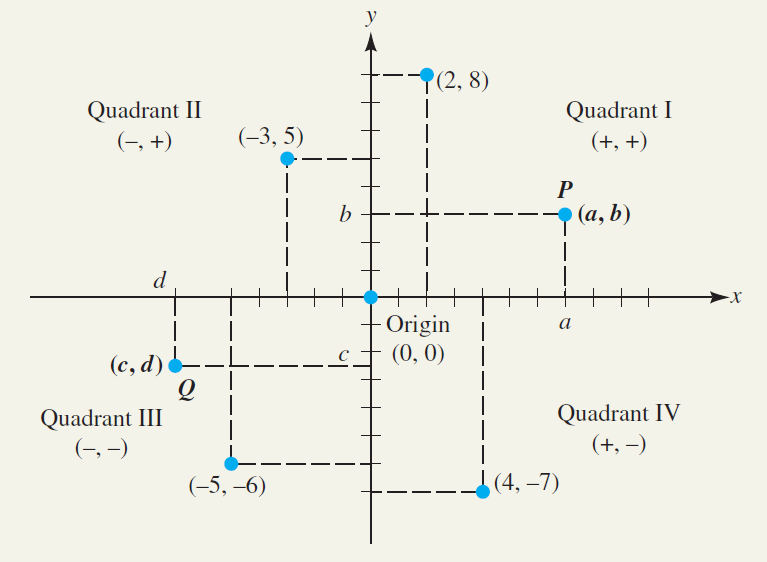 y
(2, 8)
Quadrant II
(–, +)
Quadrant I
(+, +)
(–3, 5)
P
(a, b)
b
d
x
Origin
(0, 0)
a
c
(c, d)
Q
Quadrant III
(–, –)
Quadrant IV
(+, –)
(–5, –6)
(4, –7)